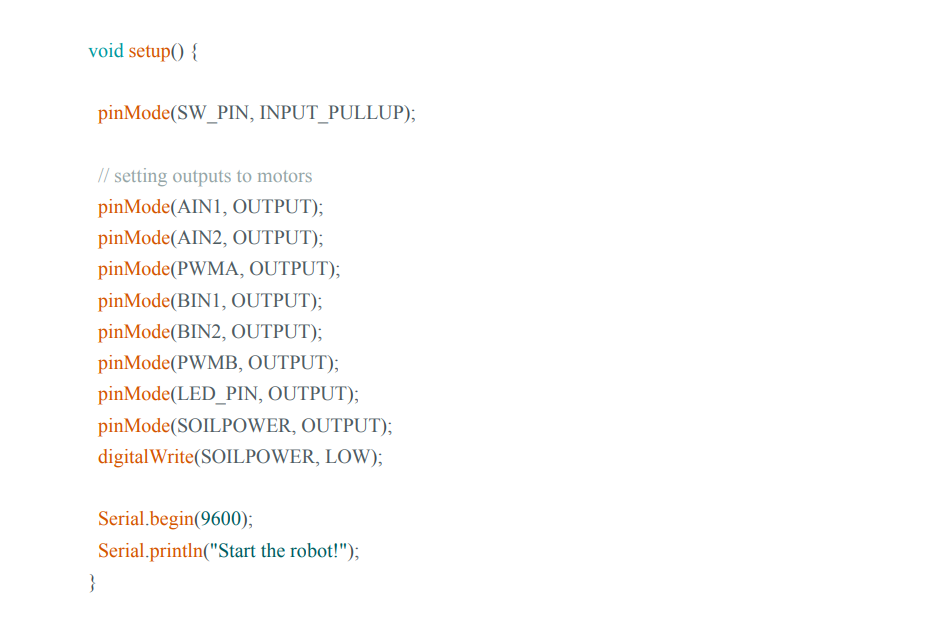 void setup() {
pinMode(SW_PIN, INPUT_PULLUP);
// setting outputs to motors
pinMode(AIN1, OUTPUT);
pinMode(AIN2, OUTPUT);
pinMode(PWMA, OUTPUT);
pinMode(BIN1, OUTPUT);
pinMode(BIN2, OUTPUT);
pinMode(PWMB, OUTPUT);
pinMode(LED_PIN, OUTPUT);
pinMode(SOILPOWER, OUTPUT);
digitalWrite(SOILPOWER, LOW);
Serial.begin(9600);
Serial.println("Start the robot!");
}